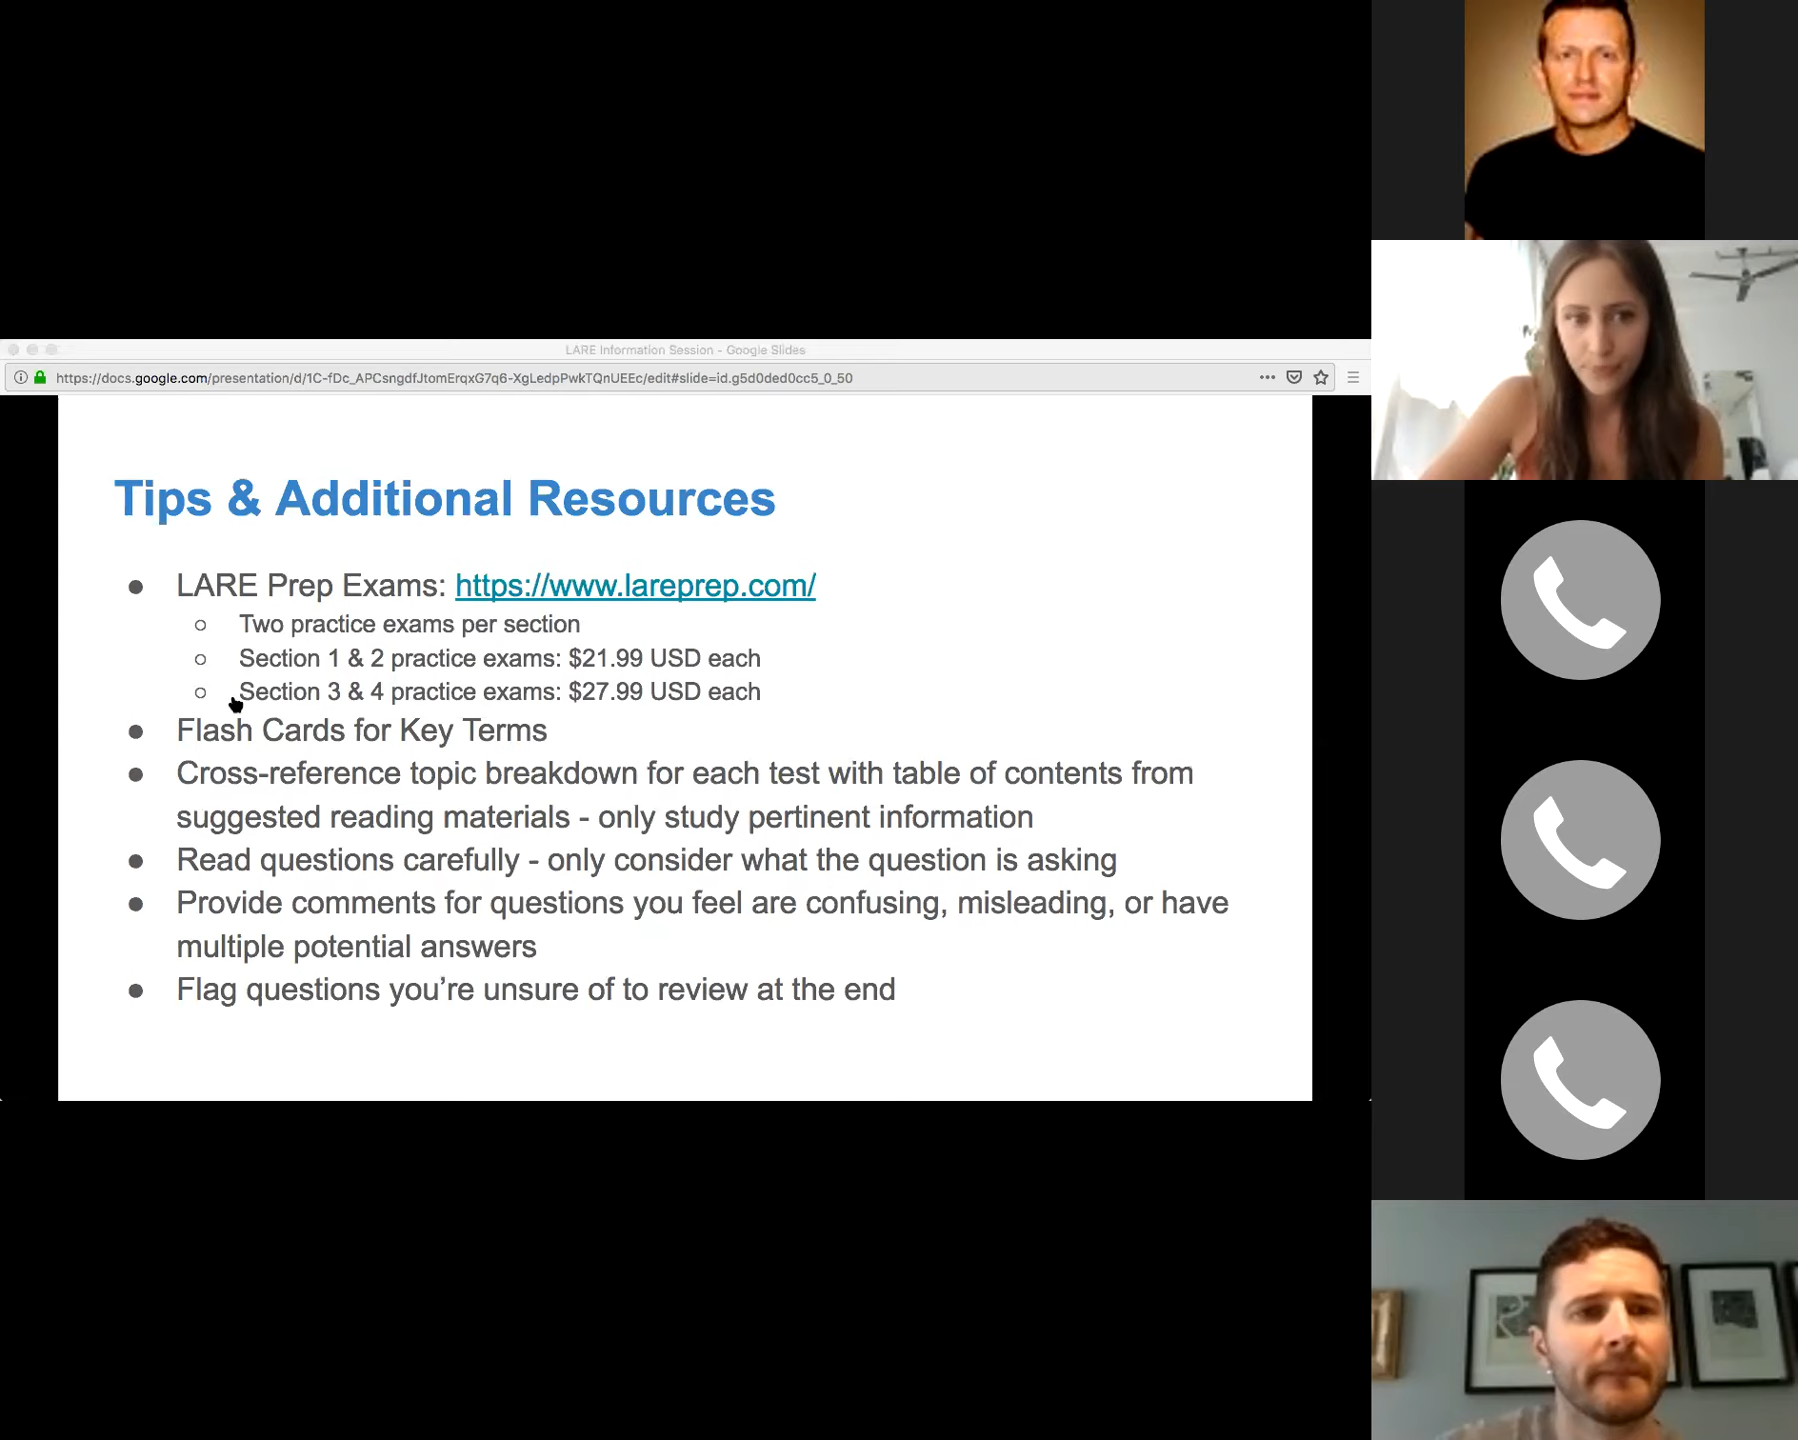 LARE Information Session - Google Slides
https://docs.google.com/presentation/d/1C-fDc_APCsngdfJtomErqxG7q6-XgLedpPwkTQnUEEc/edit#slide=id.g5d0ded0cc5_0_50
Tips & Additional Resources
● LARE Prep Exams: https://www.lareprep.com/
○ Two practice exams per section
○ Section 1 & 2 practice exams: $21.99 USD each
○ Section 3 & 4 practice exams: $27.99 USD each
● Flash Cards for Key Terms
● Cross-reference topic breakdown for each test with table of contents from
suggested reading materials - only study pertinent information
● Read questions carefully - only consider what the question is asking
● Provide comments for questions you feel are confusing, misleading, or have
multiple potential answers
● Flag questions you’re unsure of to review at the end